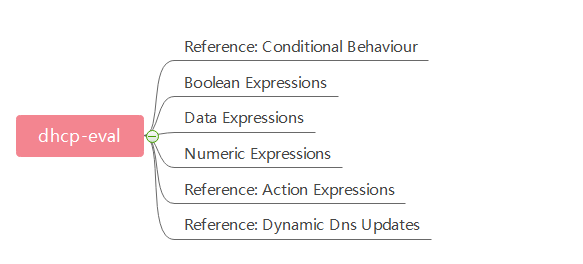 dhcp-eval
Reference: Conditional Behaviour
Boolean Expressions
Data Expressions
Numeric Expressions
Reference: Action Expressions
Reference: Dynamic Dns Updates